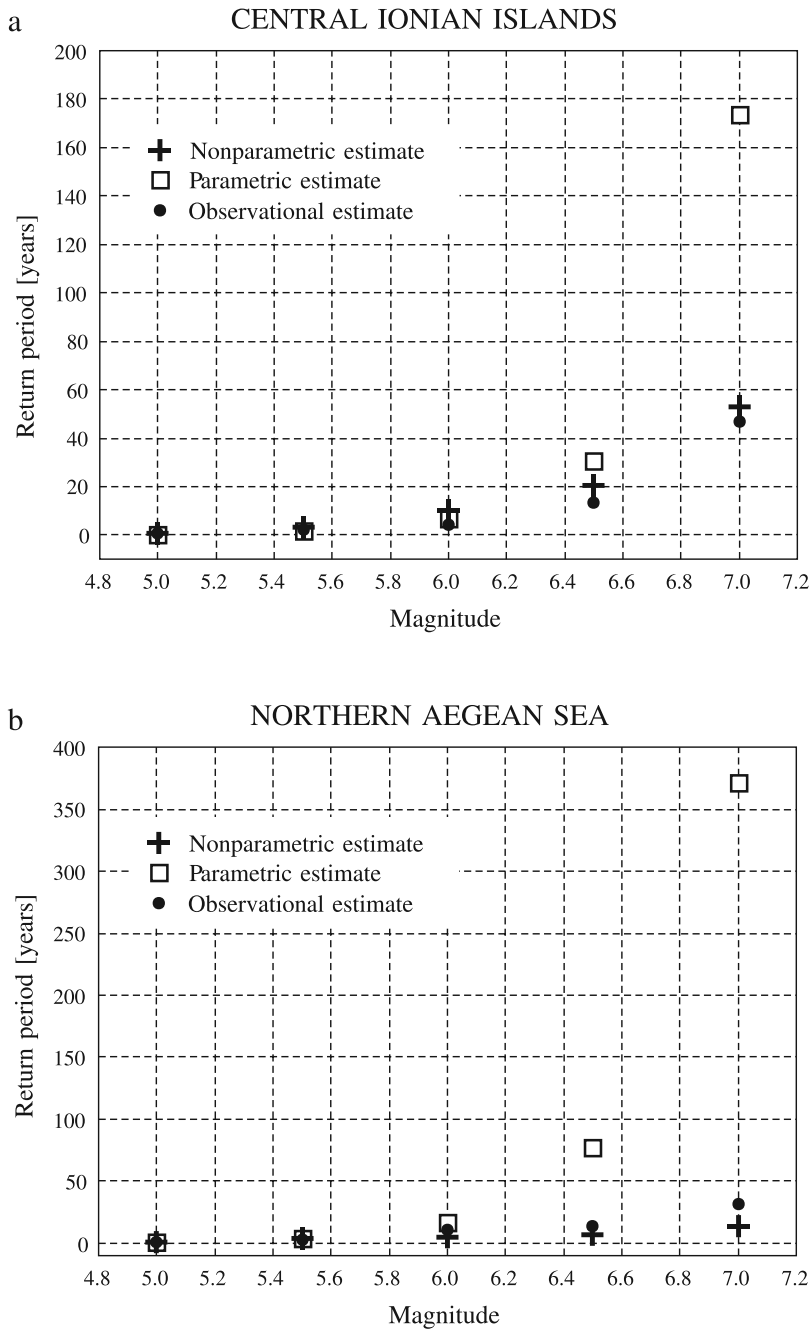 a
CENTRAL IONIAN ISLANDS
200
180
160
140
120
100
80
60
40
20
0
Return period [years]
Nonparametric estimate
Parametric estimate
Observational estimate
4.8 5.0 5.2 5.4 5.6 5.8 6.0 6.2 6.4 6.6 6.8 7.0 7.2
Magnitude
b
NORTHERN AEGEAN SEA
400
350
300
250
200
150
100
50
0
Return period [years]
Nonparametric estimate
Parametric estimate
Observational estimate
4.8 5.0 5.2 5.4 5.6 5.8 6.0 6.2 6.4 6.6 6.8 7.0 7.2
Magnitude